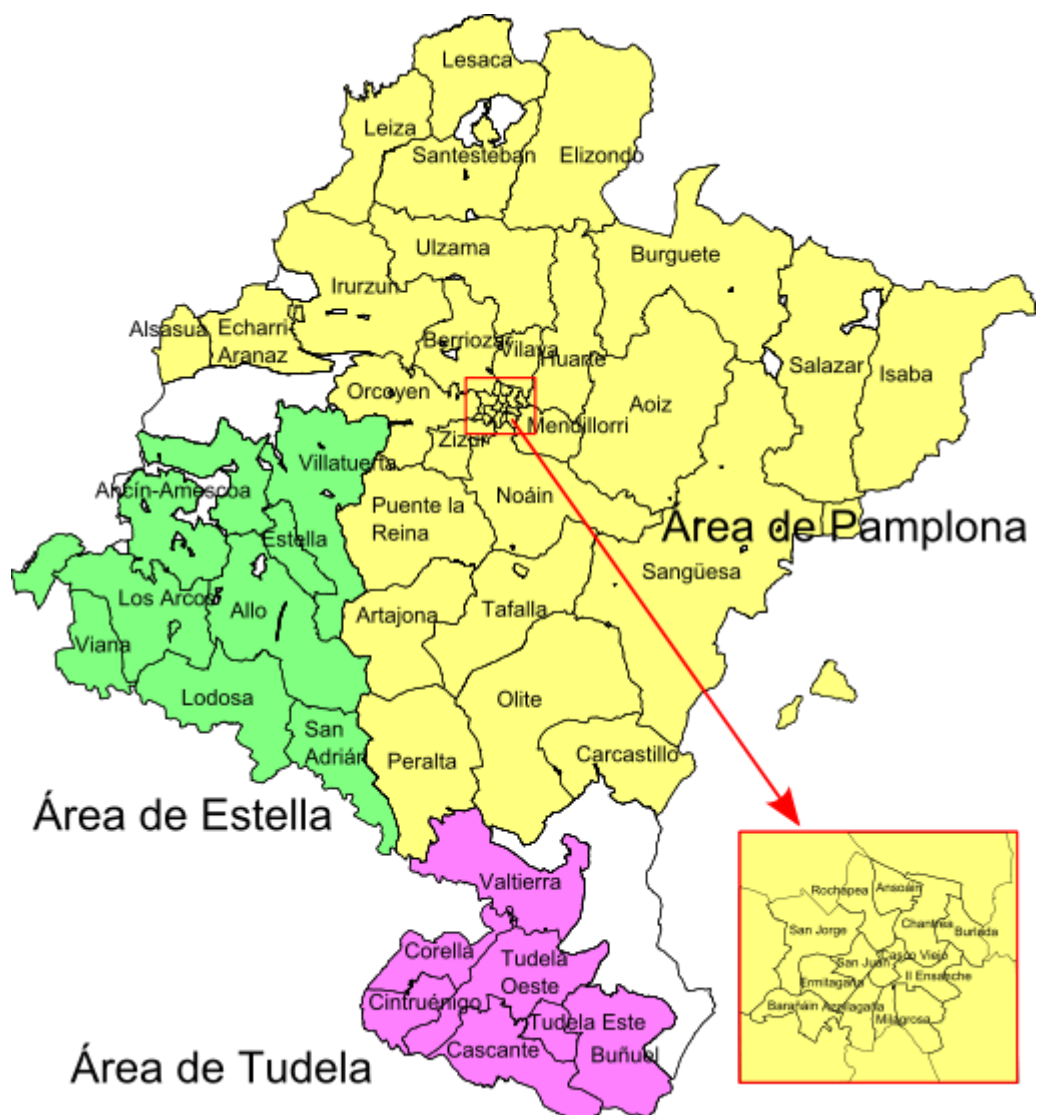 Lesaca
Leiza
Santesteban
Elizondo
Ulzama
Burguete
Irurzun
Alsasua
Echarri-
Aranaz
Berriozar
Vilava
Huarte
Salazar
Isaba
Orcoyen
Aoiz
Mendillorri
Zizur
Villatuerta
Ancín-Amescoa
Puente la
Reina
Noáin
Área de Pamplona
Estella
Sangüesa
Los Arcos
Allo
Artajona
Tafalla
Viana
Lodosa
Olite
San
Adrián
Peralta
Carcastillo
Área de Estella
Valtierra
Rochapea
Ansoáin
San Jorge
Chantrea
Burlada
Corella
Tudela
Oeste
San Juan
Casco Viejo
II Ensanche
Ermitagaña
Cintruénigo
Barañáin
Azpilagaña
Milagrosa
Tudela Este
Cascante
Buñuel
Área de Tudela